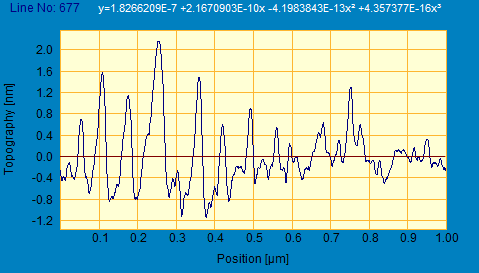 Line No: 677 y=1.8266209E-7 +2.1670903E-10x -4.1983843E-13x² +4.357377E-16x³
Topography [nm]
2.0
1.6
1.2
0.8
0.4
0.0
-0.4
-0.8
-1.2
0.1 0.2 0.3 0.4 0.5 0.6 0.7 0.8 0.9 1.00
Position [µm]